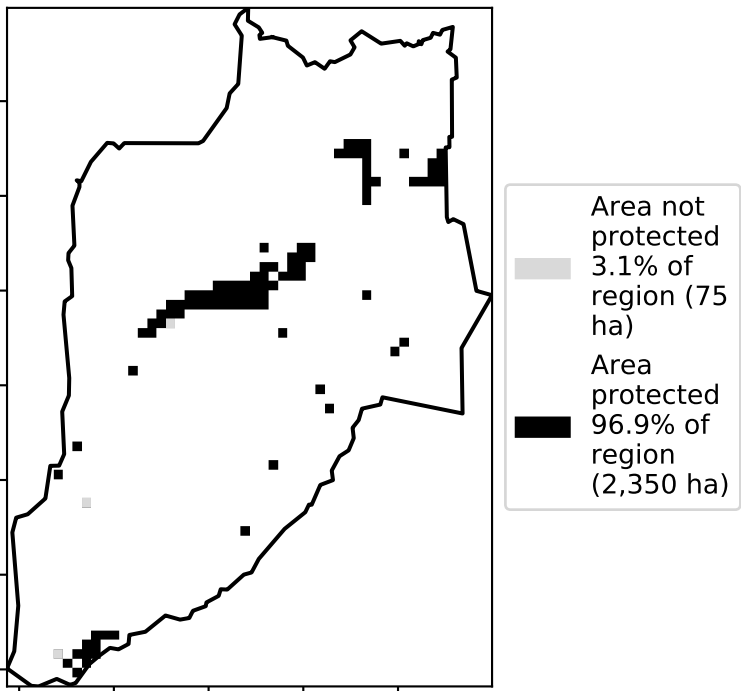 Area not
protected
3.1% of
region (75
ha)
Area
protected
96.9% of
region
(2,350 ha)